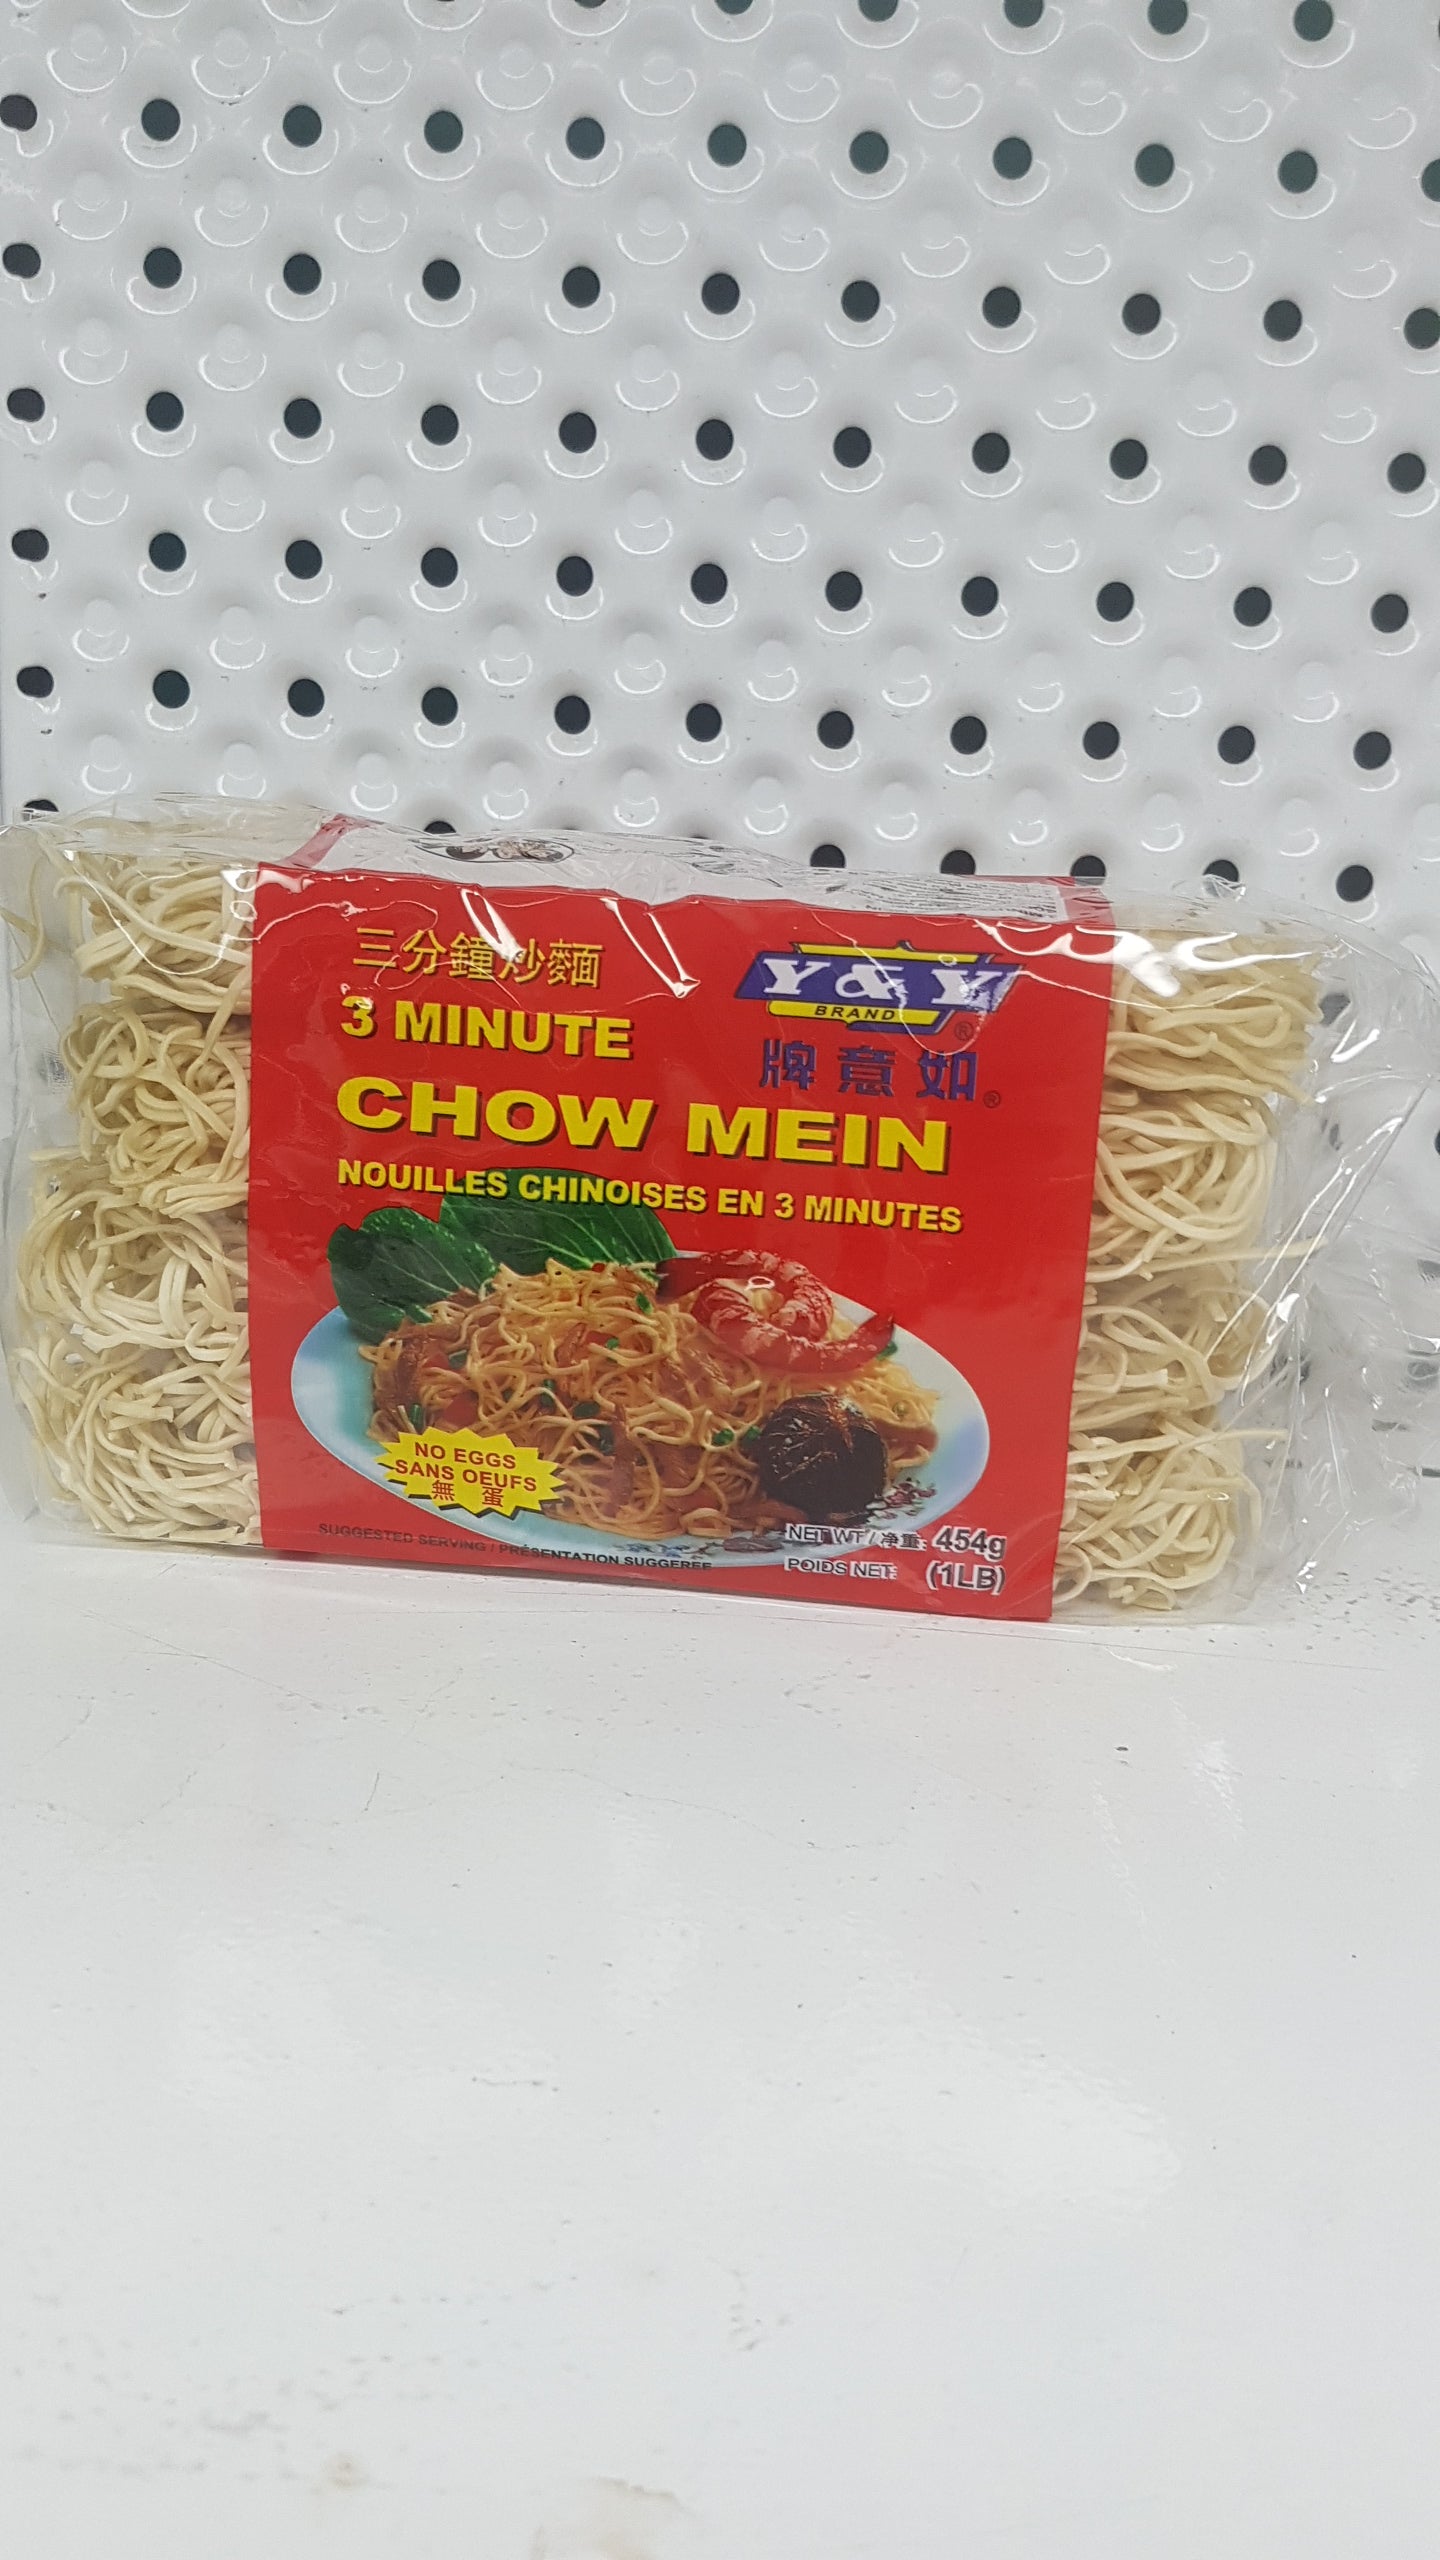 三分鐘炒麵
3 MINUTE
CHOW MEIN
NOUILLES CHINOISES EN 3 MINUTES
Y & Y
BRAND
®
牌意如®
NO EGGS
SANS OEUFS
無 蛋
SUGGESTED SERVING / PRÉSENTATION SUGGEREE
NET WT / 净重: 454g
POIDS NET: (1LB)